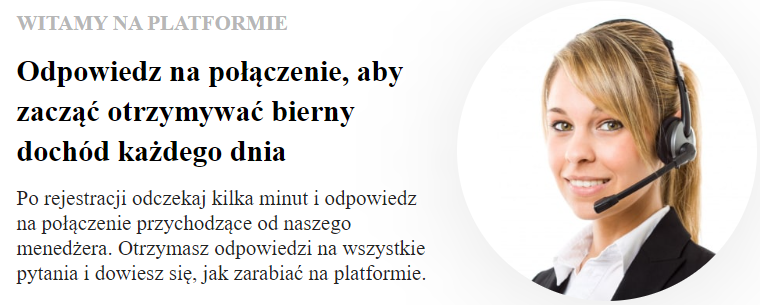 WITAMY NA PLATFORMIE
Odpowiedz na połączenie, aby
zacząć otrzymywać bierny
dochód każdego dnia
Po rejestracji odczekaj kilka minut i odpowiedz
na połączenie przychodzące od naszego
menedżera. Otrzymasz odpowiedzi na wszystkie
pytania i dowiesz się, jak zarabiać na platformie.